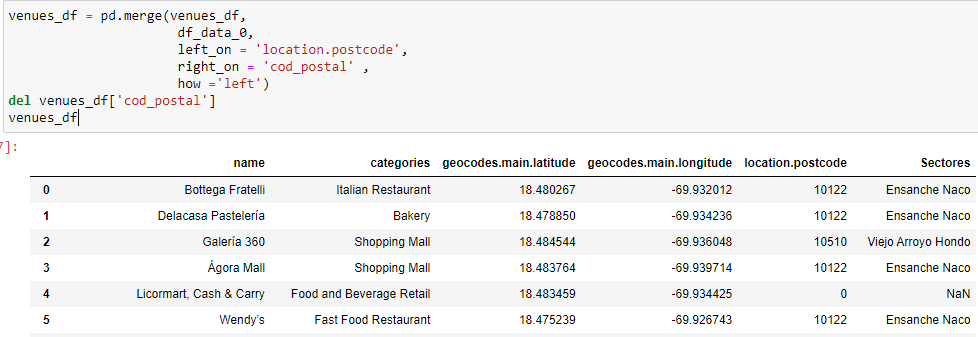 venues_df = pd.merge(venues_df,
df_data_0,
left_on = 'location.postcode',
right_on = 'cod_postal' ,
how ='left')
del venues_df['cod_postal']
venues_df
7]:
name categories geocodes.main.latitude geocodes.main.longitude location.postcode Sectores
0 Bottega Fratelli Italian Restaurant 18.480267 -69.932012 10122 Ensanche Naco
1 Delacasa Pastelería Bakery 18.478850 -69.934236 10122 Ensanche Naco
2 Galería 360 Shopping Mall 18.484544 -69.936048 10510 Viejo Arroyo Hondo
3 Ágora Mall Shopping Mall 18.483764 -69.939714 10122 Ensanche Naco
4 Licormart, Cash & Carry Food and Beverage Retail 18.483459 -69.934425 0 NaN
5 Wendy's Fast Food Restaurant 18.475239 -69.926743 10122 Ensanche Naco